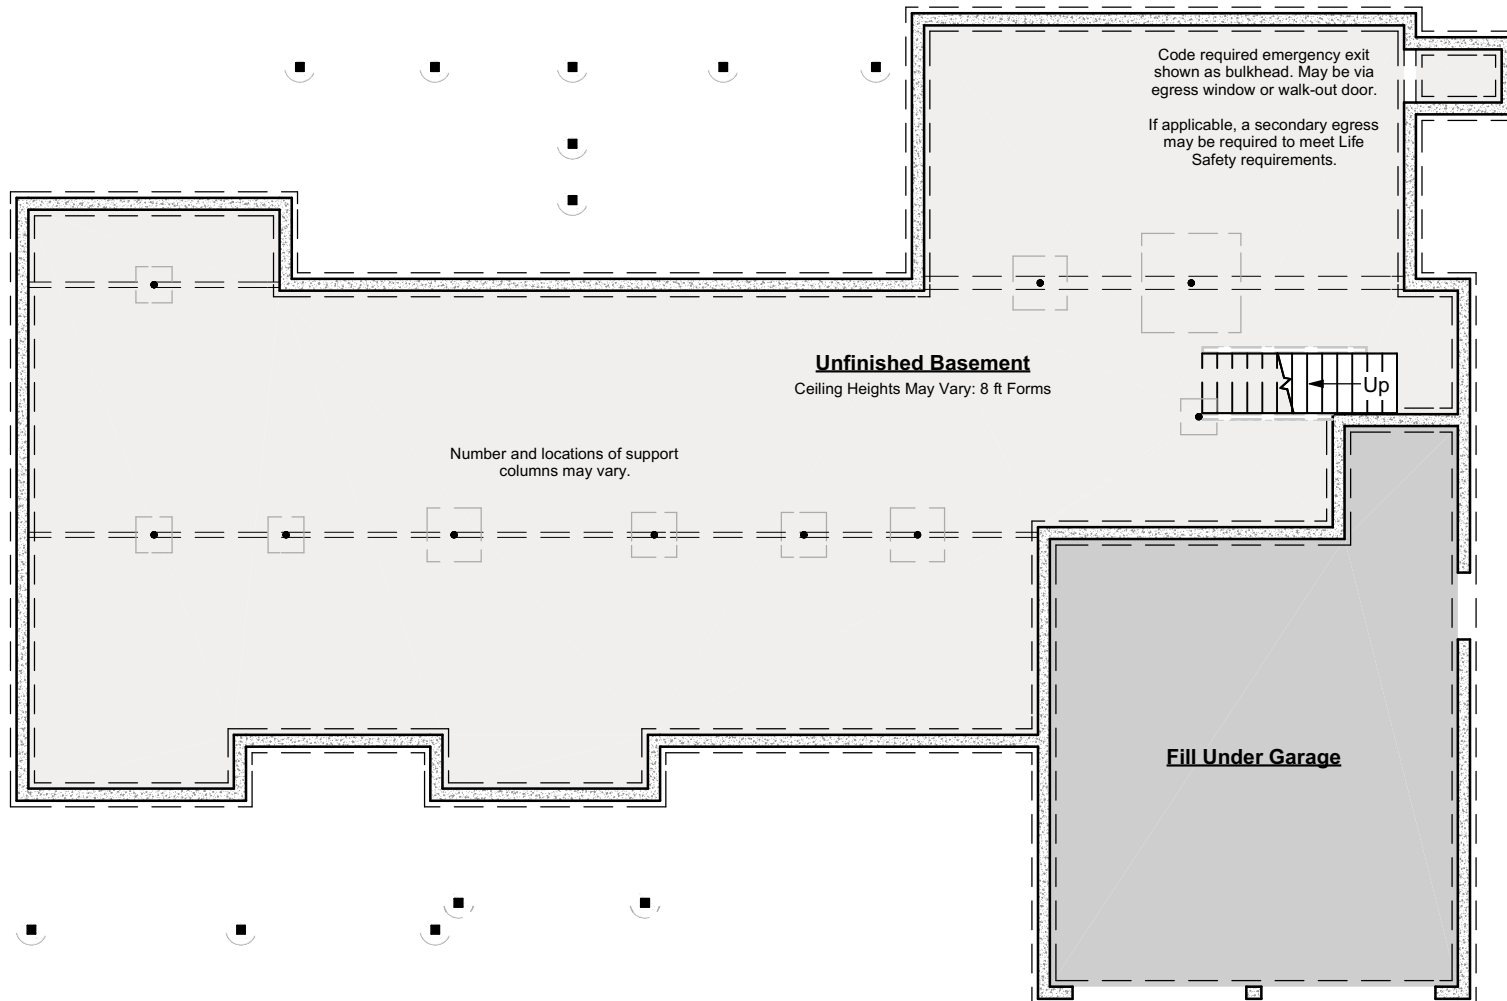 Code required emergency exit
shown as bulkhead. May be via
egress window or walk-out door.
If applicable, a secondary egress
may be required to meet Life
Safety requirements.
Unfinished Basement
Ceiling Heights May Vary: 8 ft Forms
Up
Number and locations of support
columns may vary.
Fill Under Garage